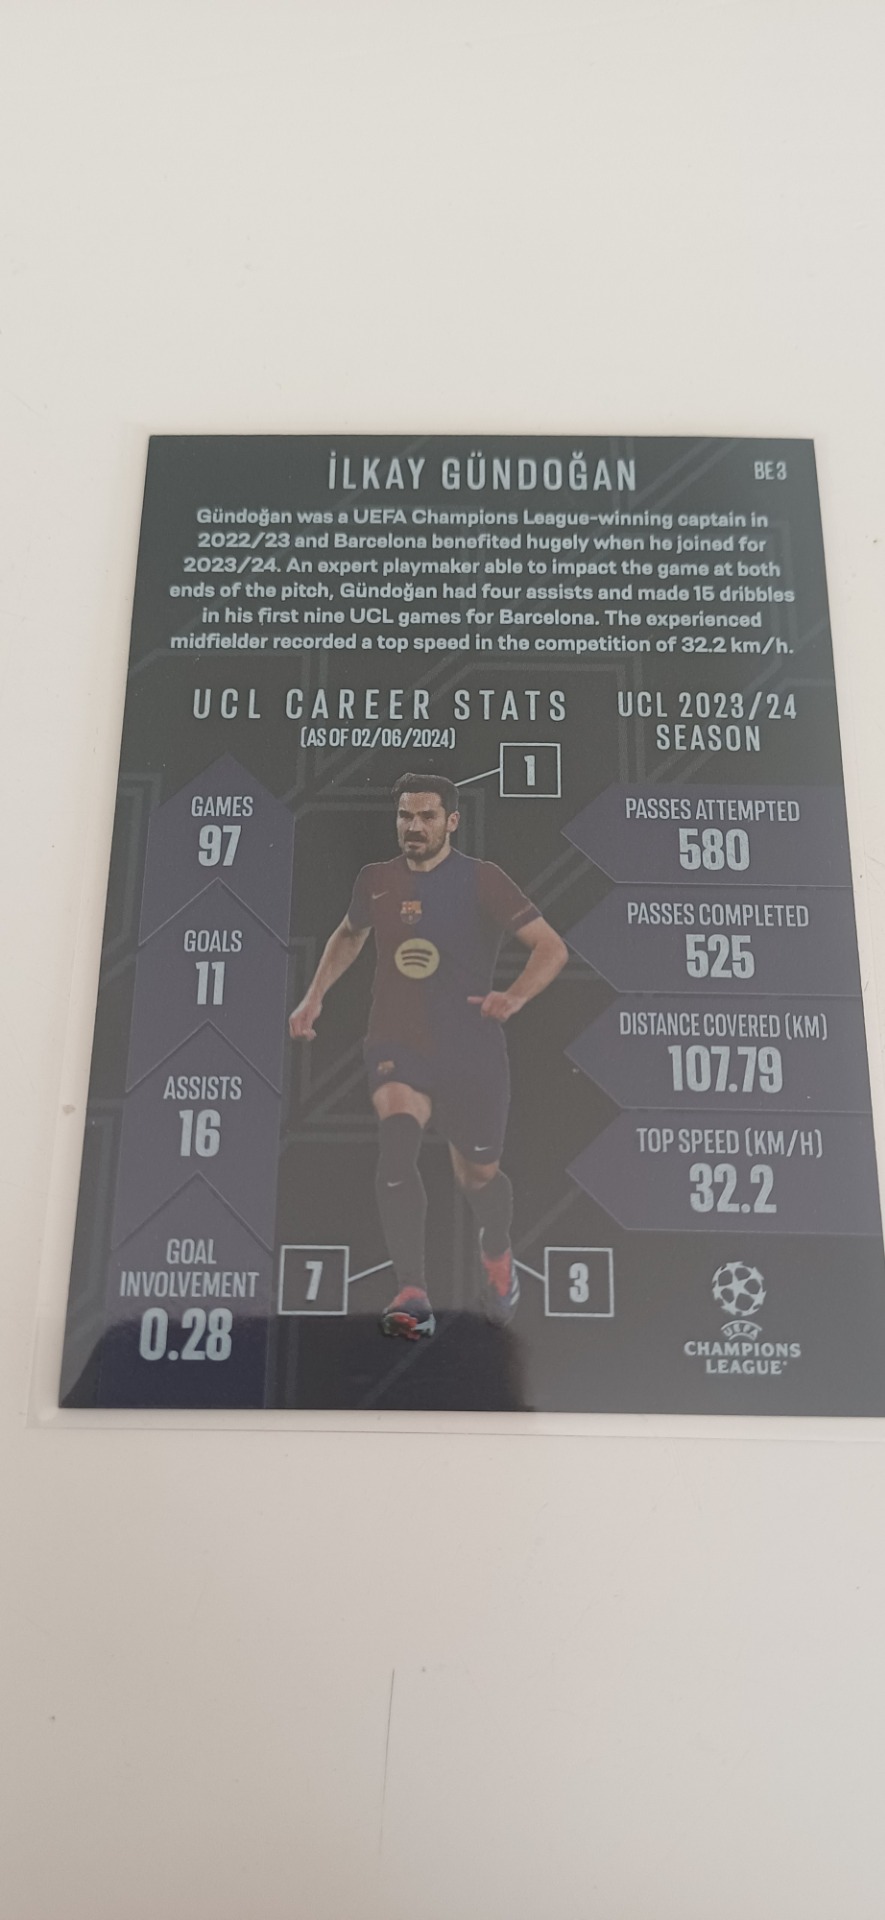 İLKAY GÜNDOĞAN
BE3
Gündoğan was a UEFA Champions League-winning captain in
2022/23 and Barcelona benefited hugely when he joined for
2023/24. An expert playmaker able to impact the game at both
ends of the pitch, Gündoğan had four assists and made 15 dribbles
in his first nine UCL games for Barcelona. The experienced
midfielder recorded a top speed in the competition of 32.2 km/h.
UCL CAREER STATS
(AS OF 02/06/2024)
GAMES
97
GOALS
11
ASSISTS
16
GOAL
INVOLVEMENT
0.28
1
7
3
UCL 2023/24
SEASON
PASSES ATTEMPTED
580
PASSES COMPLETED
525
DISTANCE COVERED (KM)
107.79
TOP SPEED (KM/H)
32.2
UEFA
CHAMPIONS
LEAGUE